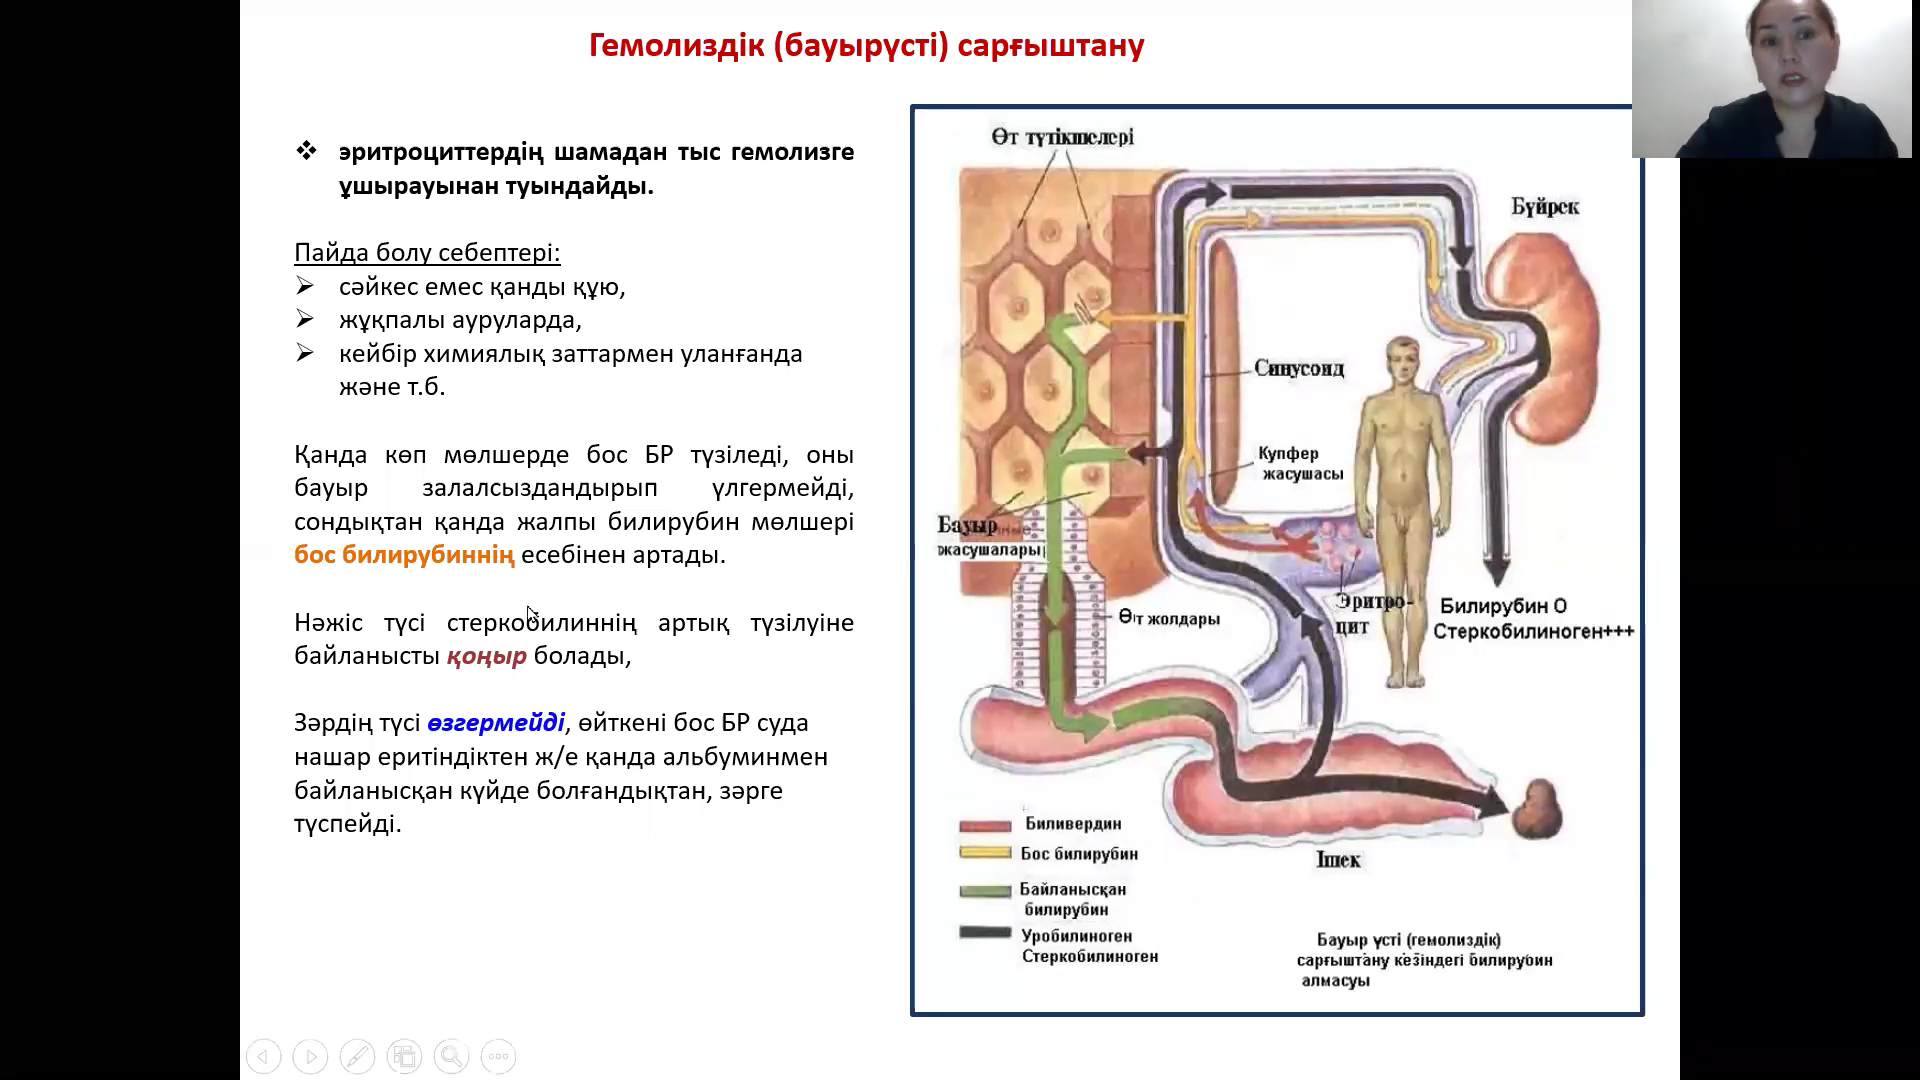 Гемолиздік (бауырүсті) сарғыштану
эритроциттердің шамадан тыс гемолизге
ұшырауынан туындайды.
Пайда болу себептері:
сәйкес емес қанды құю,
жұқпалы ауруларда,
кейбір химиялық заттармен уланғанда
және т.б.
Қанда көп мөлшерде бос БР түзіледі, оны
бауыр залалсыздандырып үлгермейді,
сондықтан қанда жалпы билирубин мөлшері
бос билирубиннің есебінен артады.
Нәжіс түсі стеркобилиннің артық түзілуіне
байланысты қоңыр болады,
Зәрдің түсі өзгермейді, өйткені бос БР суда
нашар еритіндіктен ж/е қанда альбуминмен
байланысқан күйде болғандықтан, зәрге
түспейді.
Өт түтікшелері
Бүйрек
Синусоид
Купфер
жасушасы
Бауыр
жасушалары
Өт жолдары
Эритро-
цит
Билирубин О
Стеркобилиноген+++
Ішек
Биливердин
Бос билирубин
Байланысқан
билирубин
Уробилиноген
Стеркобилиноген
Бауыр үсті (гемолиздік)
сарғыштану кезіндегі билирубин
алмасуы